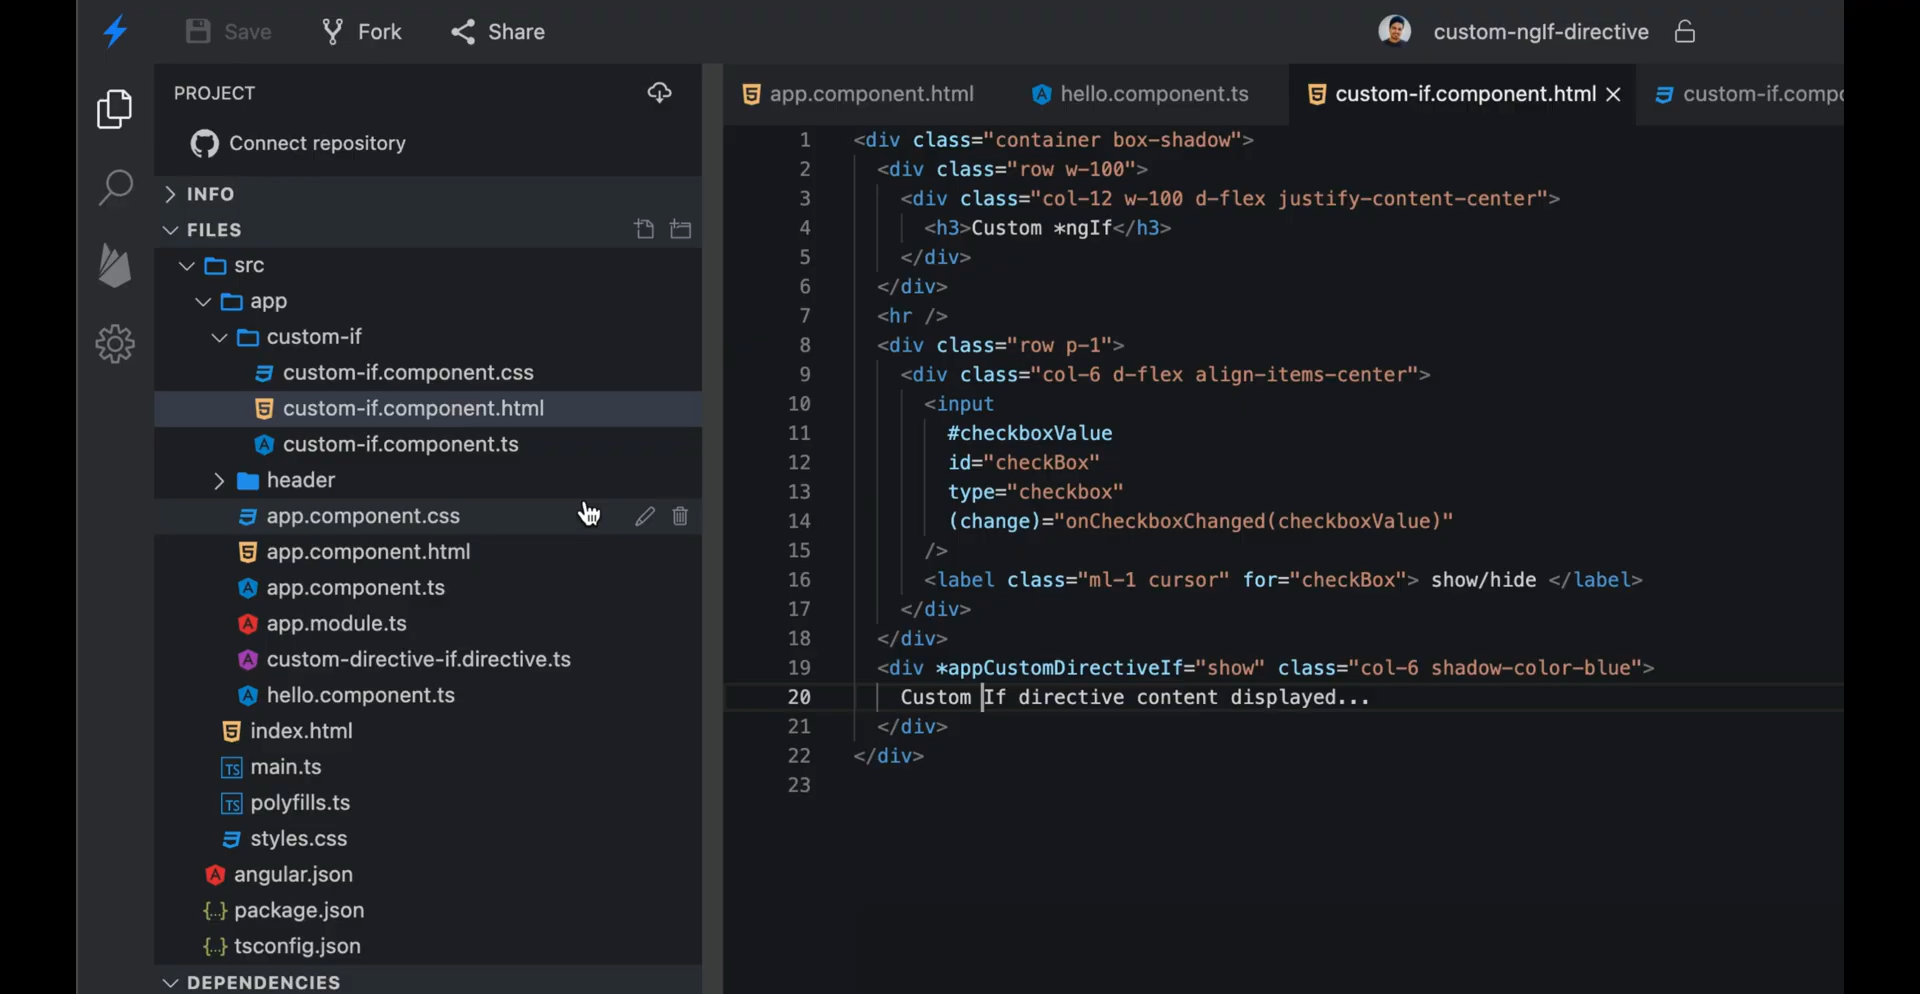 Save
Fork
Share
custom-ngIf-directive
PROJECT
Connect repository
INFO
FILES
src
app
custom-if
custom-if.component.css
custom-if.component.html
custom-if.component.ts
header
app.component.css
app.component.html
app.component.ts
app.module.ts
custom-directive-if.directive.ts
hello.component.ts
index.html
main.ts
polyfills.ts
styles.css
angular.json
package.json
tsconfig.json
DEPENDENCIES
app.component.html
hello.component.ts
custom-if.component.html
custom-if.compo
1 <div class="container box-shadow">
2 <div class="row w-100">
3 <div class="col-12 w-100 d-flex justify-content-center">
4 <h3>Custom *ngIf</h3>
5 </div>
6 </div>
7 <hr />
8 <div class="row p-1">
9 <div class="col-6 d-flex align-items-center">
10 <input
11 #checkboxValue
12 id="checkBox"
13 type="checkbox"
14 (change)="onCheckboxChanged(checkboxValue)"
15 />
16 <label class="ml-1 cursor" for="checkBox"> show/hide </label>
17 </div>
18 </div>
19 <div *appCustomDirectiveIf="show" class="col-6 shadow-color-blue">
20 Custom If directive content displayed...
21 </div>
22 </div>
23